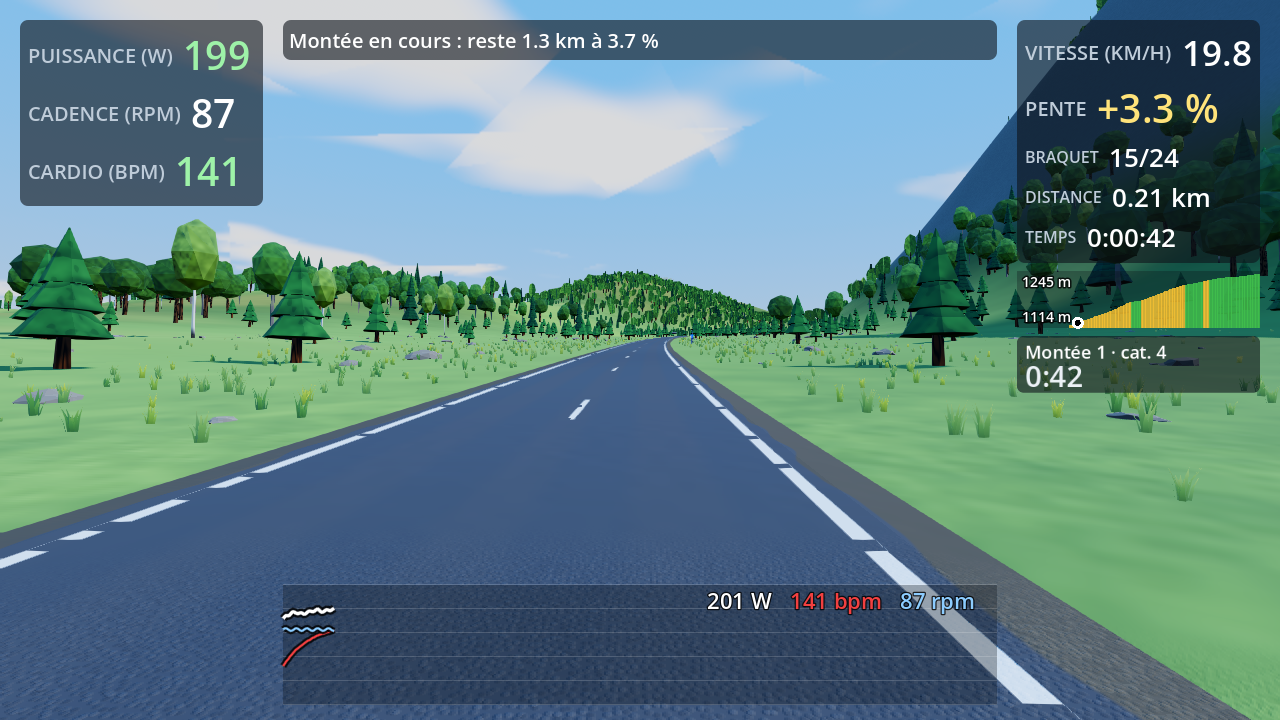 PUISSANCE (W) 199
CADENCE (RPM) 87
CARDIO (BPM) 141
Montée en cours : reste 1.3 km à 3.7 %
VITESSE (KM/H) 19.8
PENTE +3.3 %
BRAQUET 15/24
DISTANCE 0.21 km
TEMPS 0:00:42
1245 m
1114 m
Montée 1 · cat. 4
0:42
201 W 141 bpm 87 rpm